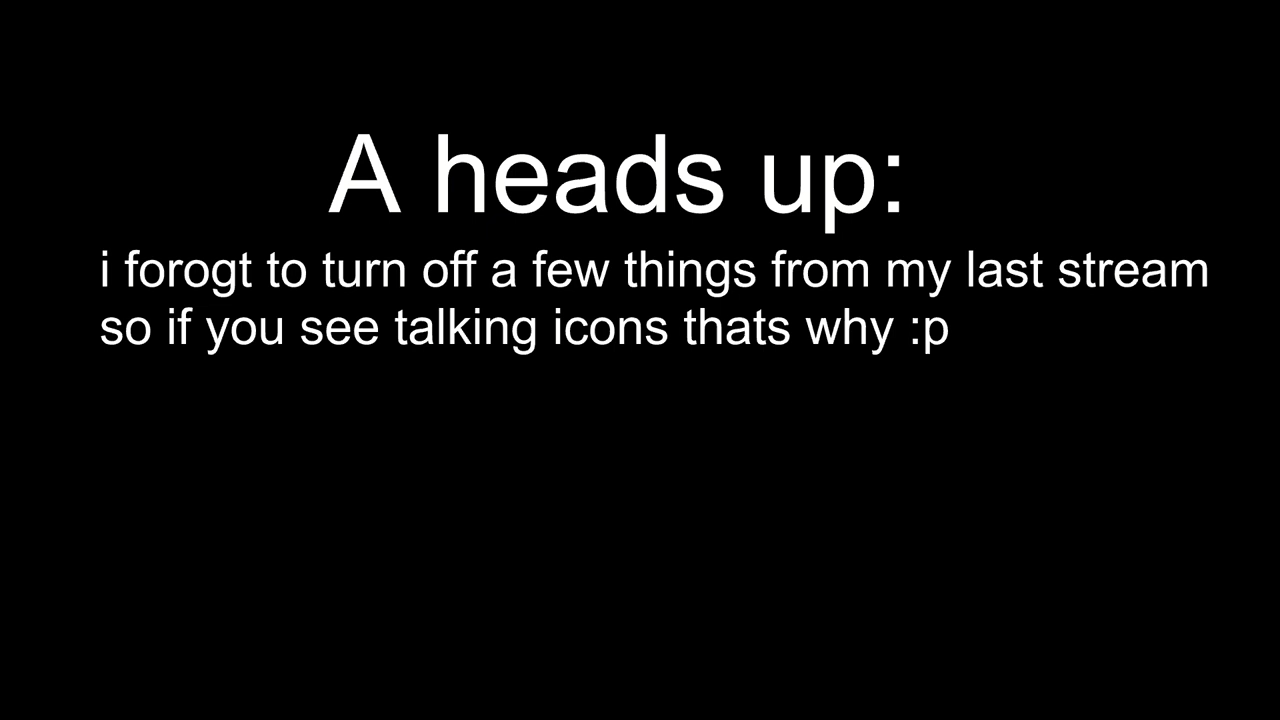 A heads up:
i forogt to turn off a few things from my last stream
so if you see talking icons thats why :p